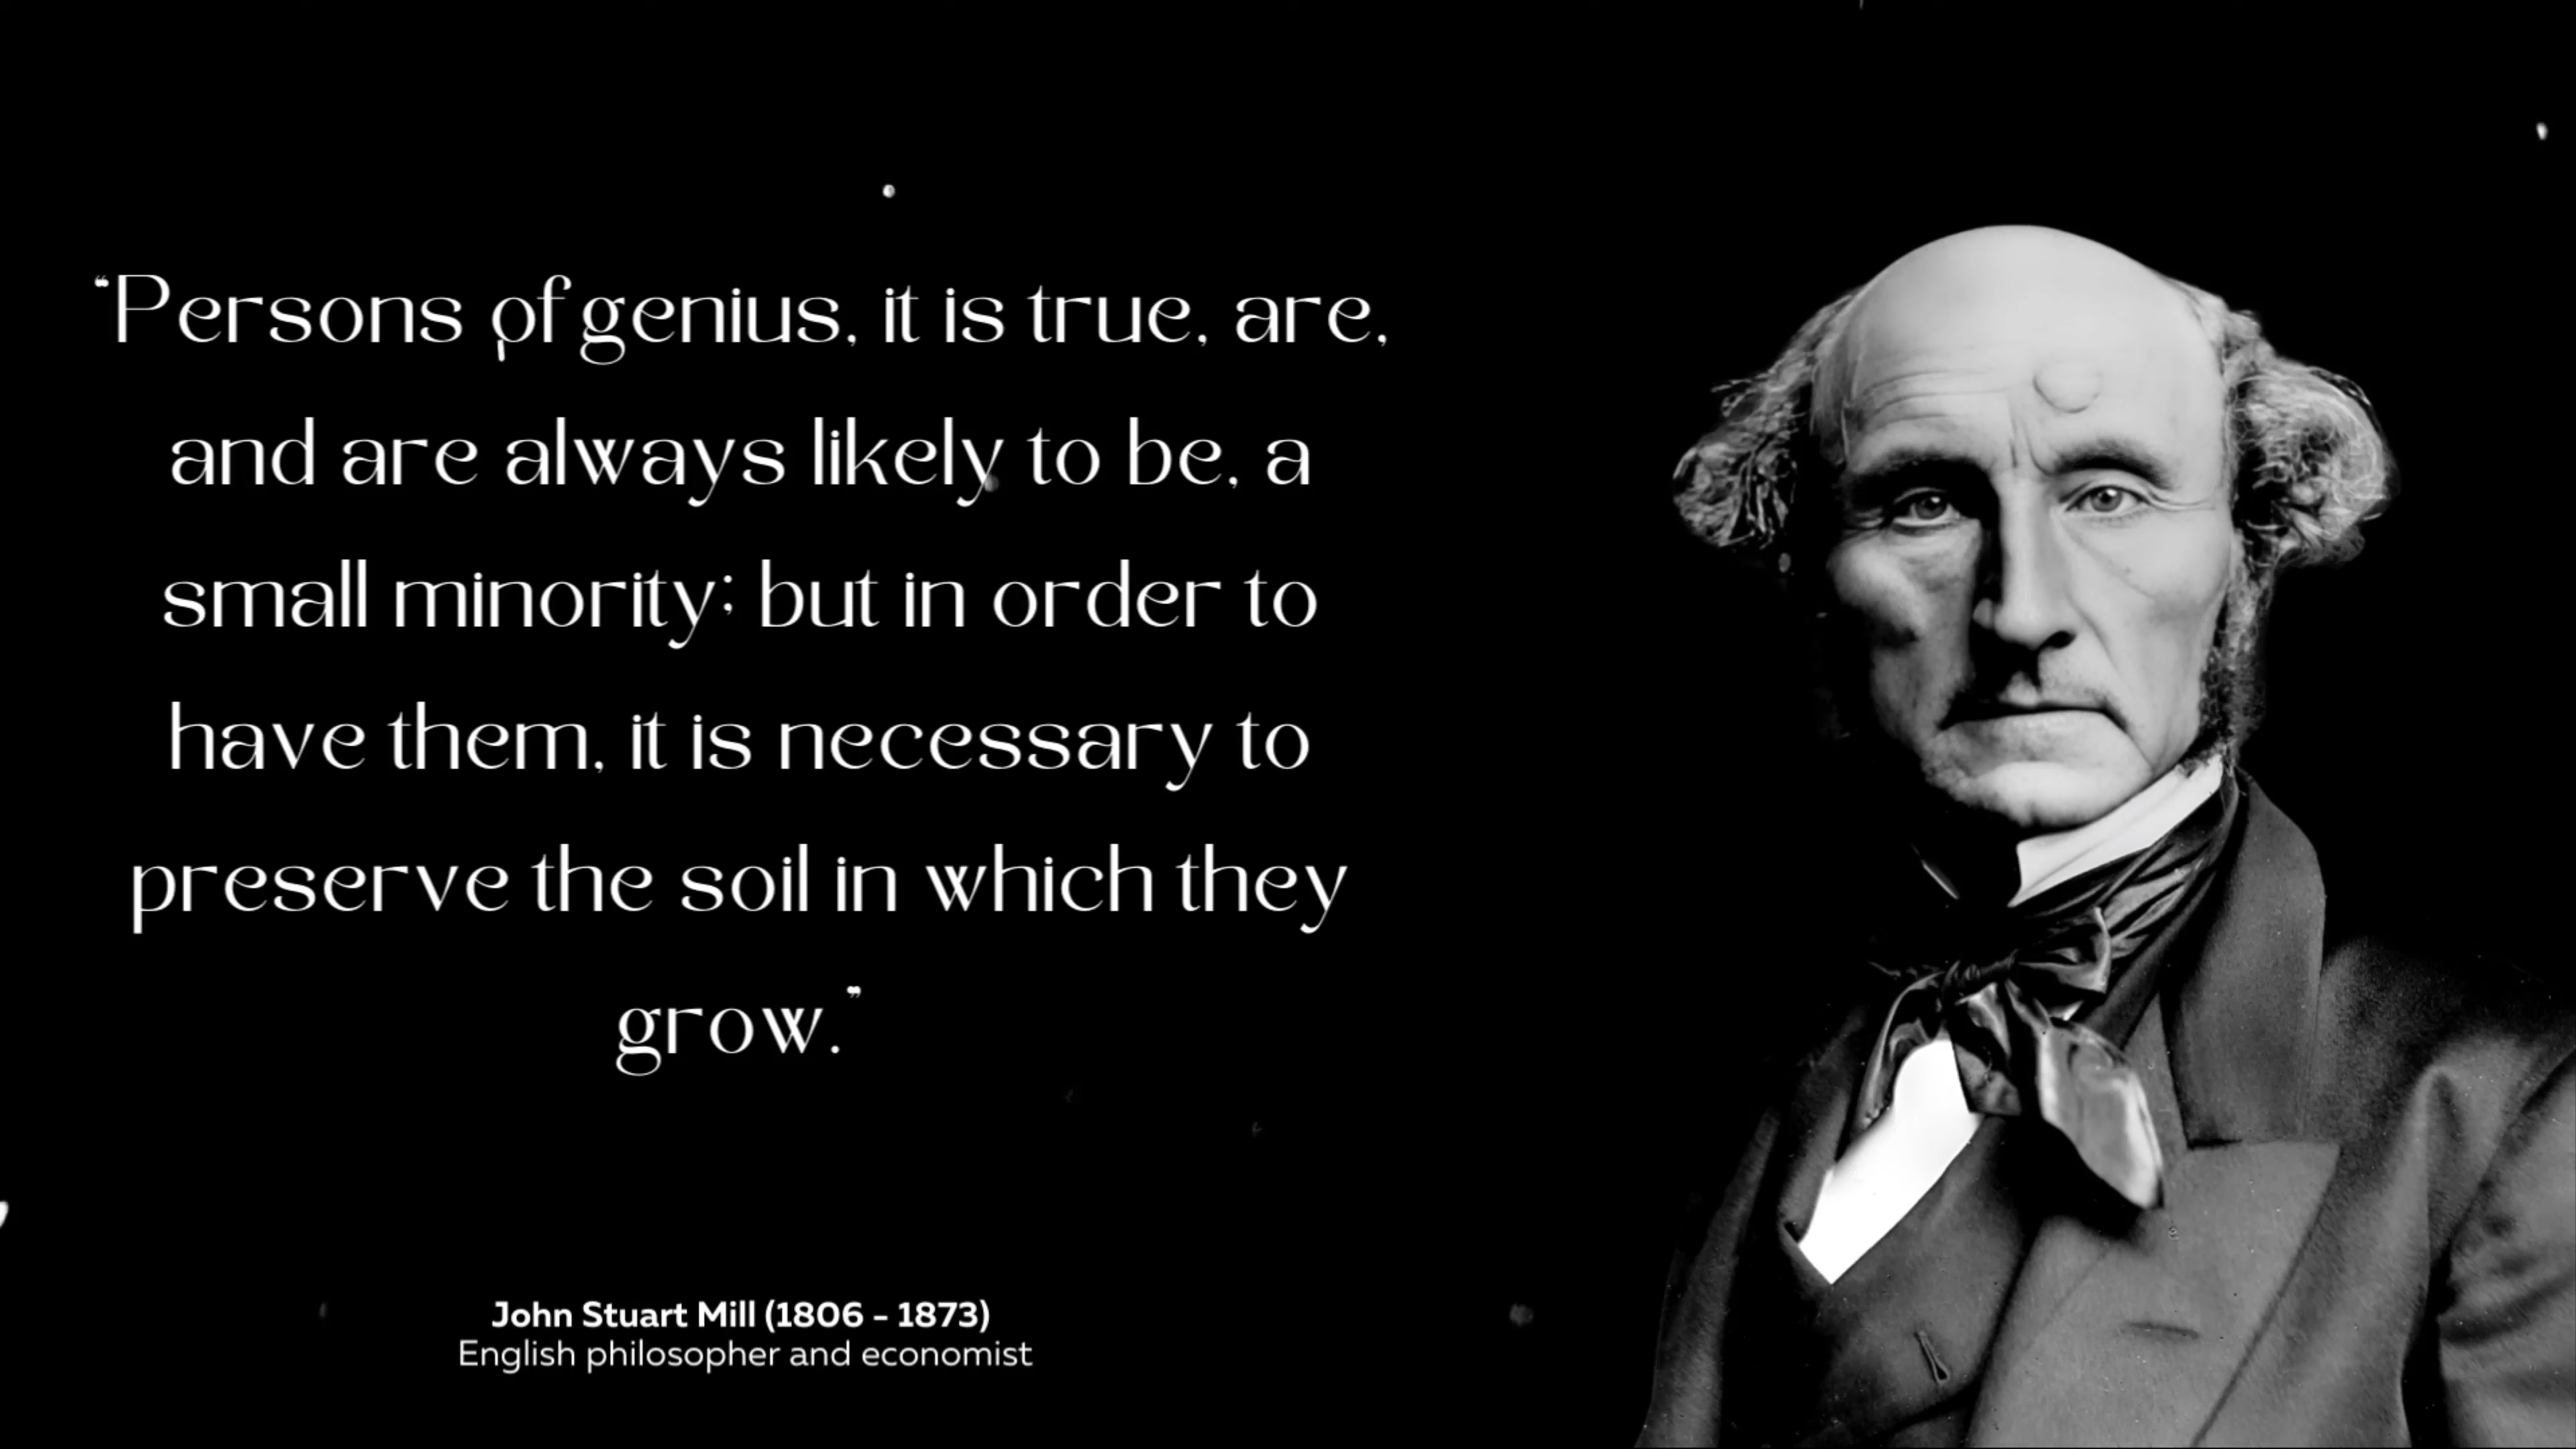 “Persons of genius, it is true, are,
and are always likely to be, a
small minority; but in order to
have them, it is necessary to
preserve the soil in which they
grow.”
John Stuart Mill (1806 – 1873)
English philosopher and economist